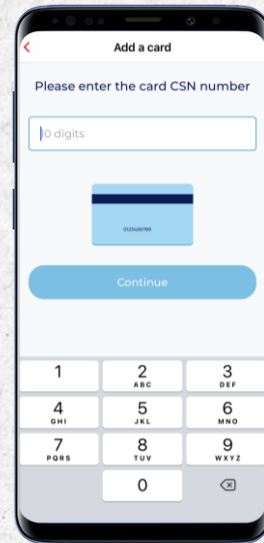 Add a card
Please enter the card CSN number
10 digits
0123456789
Continue
1
2
ABC
3
DEF
4
GHI
5
JKL
6
MNO
7
PQRS
8
TUV
9
WXYZ
0